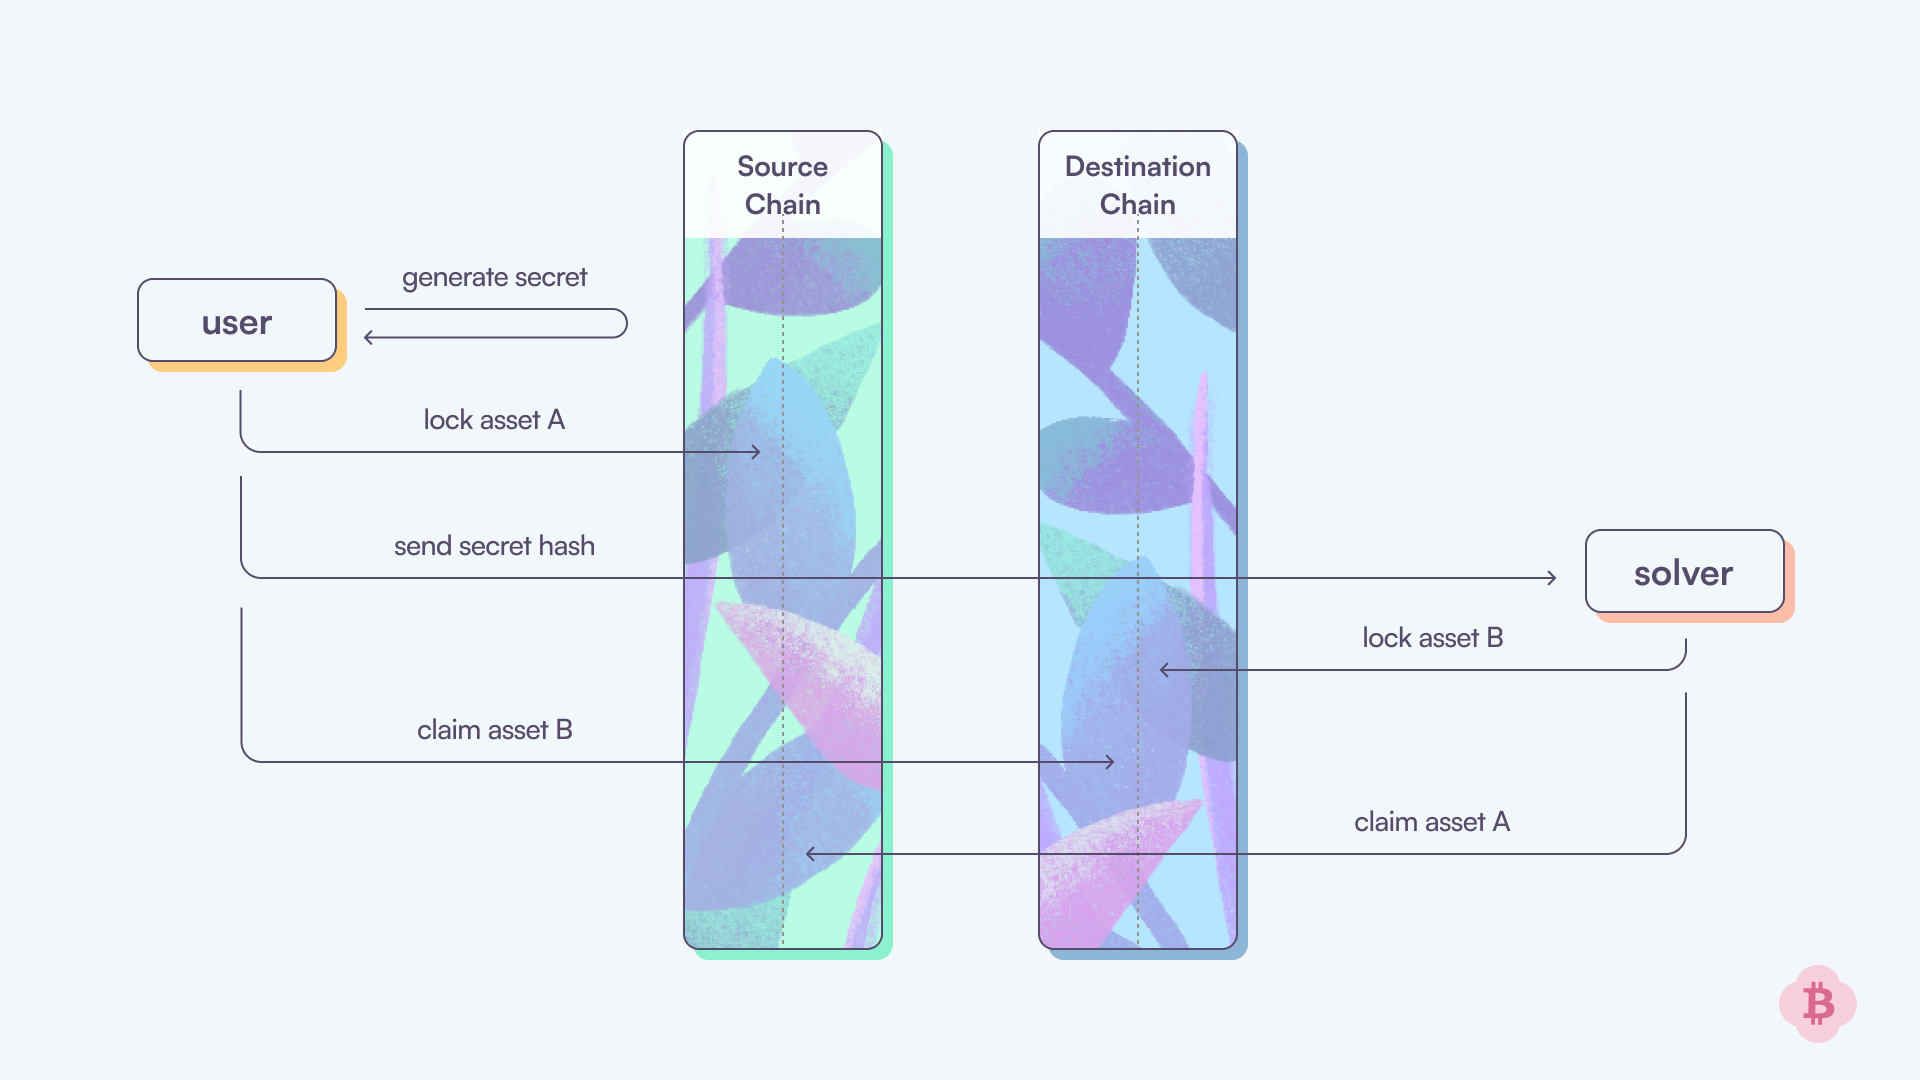 Source
Chain
Destination
Chain
generate secret
user
lock asset A
send secret hash
solver
lock asset B
claim asset B
claim asset A